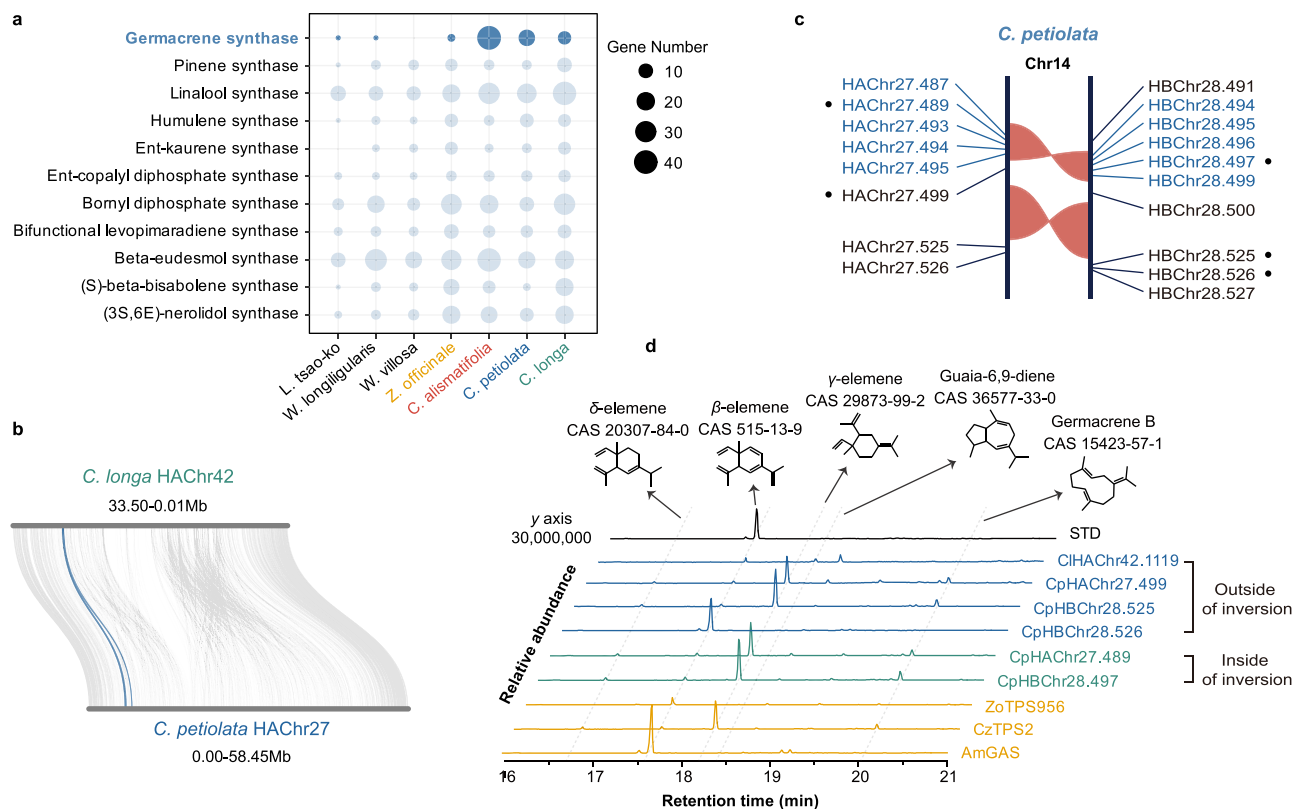 a
Germacrene synthase
Pinene synthase
Linalool synthase
Humulene synthase
Ent-kaurene synthase
Ent-copalyl diphosphate synthase
Bornyl diphosphate synthase
Bifunctional levopimaradiene synthase
Beta-eudesmol synthase
(S)-beta-bisabolene synthase
(3S,6E)-nerolidol synthase
L. tsao-ko
W. longiligularis
W. villosa
Z. officinale
C. alismatifolia
C. petiolata
C. longa
Gene Number
10
20
30
40
b
C. longa HAChr42
33.50-0.01Mb
C. petiolata HAChr27
0.00-58.45Mb
c
C. petiolata
Chr14
HAChr27.487
HAChr27.489
HAChr27.493
HAChr27.494
HAChr27.495
HAChr27.499
HAChr27.525
HAChr27.526
HBChr28.491
HBChr28.494
HBChr28.495
HBChr28.496
HBChr28.497
HBChr28.499
HBChr28.500
HBChr28.525
HBChr28.526
HBChr28.527
d
δ-elemene
CAS 20307-84-0
β-elemene
CAS 515-13-9
γ-elemene
CAS 29873-99-2
Guaia-6,9-diene
CAS 36577-33-0
Germacrene B
CAS 15423-57-1
y axis
30,000,000
Relative abundance
STD
ClHAChr42.1119
CpHAChr27.499
CpHBChr28.525
CpHBChr28.526
CpHAChr27.489
CpHBChr28.497
ZoTPS956
CzTPS2
AmGAS
Outside
of inversion
Inside
of inversion
16 17 18 19 20 21
Retention time (min)